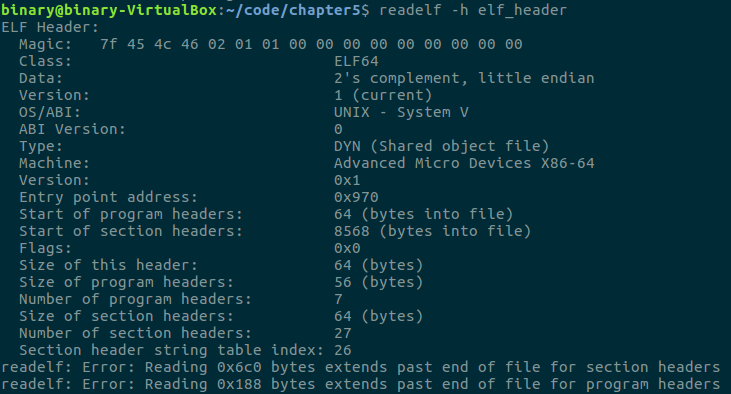 binary@binary-VirtualBox:~/code/chapter5$ readelf -h elf_header
ELF Header:
  Magic:   7f 45 4c 46 02 01 01 00 00 00 00 00 00 00 00 00
  Class:                             ELF64
  Data:                              2's complement, little endian
  Version:                           1 (current)
  OS/ABI:                            UNIX - System V
  ABI Version:                       0
  Type:                              DYN (Shared object file)
  Machine:                           Advanced Micro Devices X86-64
  Version:                           0x1
  Entry point address:               0x970
  Start of program headers:          64 (bytes into file)
  Start of section headers:          8568 (bytes into file)
  Flags:                             0x0
  Size of this header:               64 (bytes)
  Size of program headers:           56 (bytes)
  Number of program headers:         7
  Size of section headers:           64 (bytes)
  Number of section headers:         27
  Section header string table index: 26
readelf: Error: Reading 0x6c0 bytes extends past end of file for section headers
readelf: Error: Reading 0x188 bytes extends past end of file for program headers